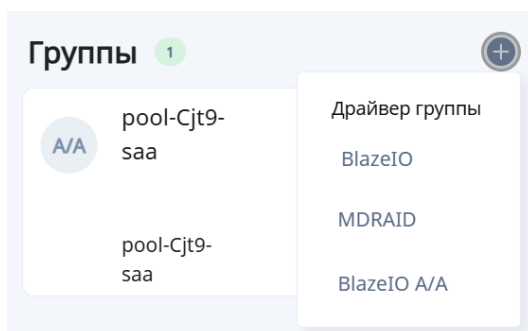 Группы 1
Драйвер группы
A/A
pool-Cjt9-
saa
BlazeIO
MDRAID
pool-Cjt9-
saa
BlazeIO A/A